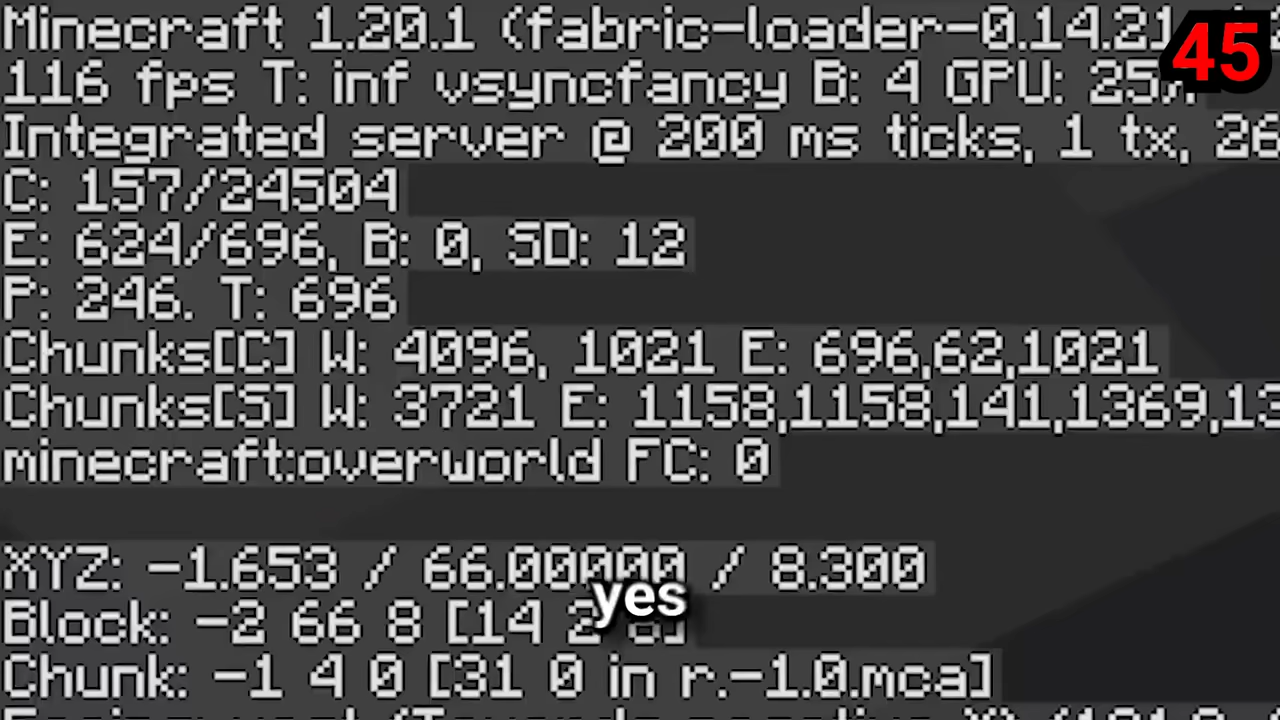 Minecraft 1.20.1 (fabric-loader-0.14.21
45
116 fps T: inf vsyncfancy B: 4 GPU: 25%
Integrated server @ 200 ms ticks, 1 tx, 26
C: 157/24504
E: 624/696, B: 0, SD: 12
P: 246. T: 696
Chunks[C] W: 4096, 1021 E: 696,62,1021
Chunks[S] W: 3721 E: 1158,1158,141,1369,13
minecraft:overworld FC: 0
XYZ: -1.653 / 66.00000 / 8.300
yes
Block: -2 66 8 [14 2 8]
Chunk: -1 4 0 [31 0 in r.-1.0.mca]